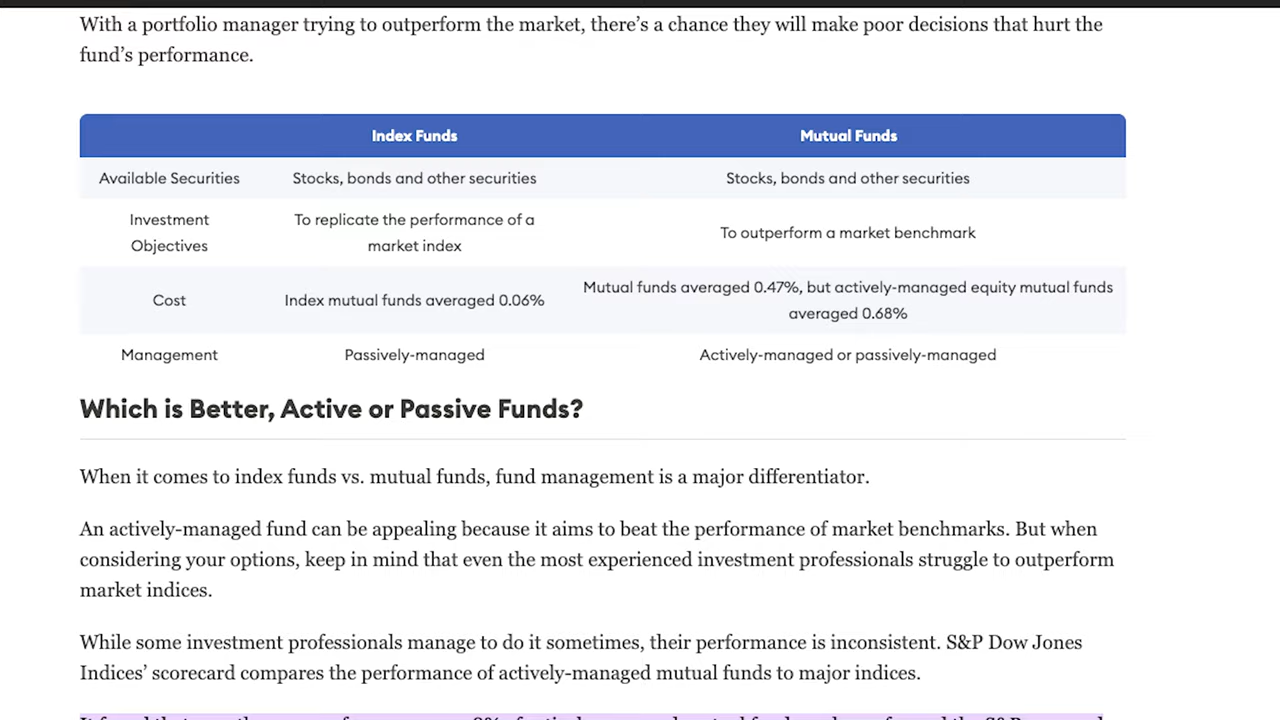 With a portfolio manager trying to outperform the market, there’s a chance they will make poor decisions that hurt the
fund’s performance.
Index Funds Mutual Funds
Available Securities Stocks, bonds and other securities Stocks, bonds and other securities
Investment Objectives To replicate the performance of a market index To outperform a market benchmark
Cost Index mutual funds averaged 0.06% Mutual funds averaged 0.47%, but actively-managed equity mutual funds averaged 0.68%
Management Passively-managed Actively-managed or passively-managed
Which is Better, Active or Passive Funds?
When it comes to index funds vs. mutual funds, fund management is a major differentiator.
An actively-managed fund can be appealing because it aims to beat the performance of market benchmarks. But when
considering your options, keep in mind that even the most experienced investment professionals struggle to outperform
market indices.
While some investment professionals manage to do it sometimes, their performance is inconsistent. S&P Dow Jones
Indices’ scorecard compares the performance of actively-managed mutual funds to major indices.